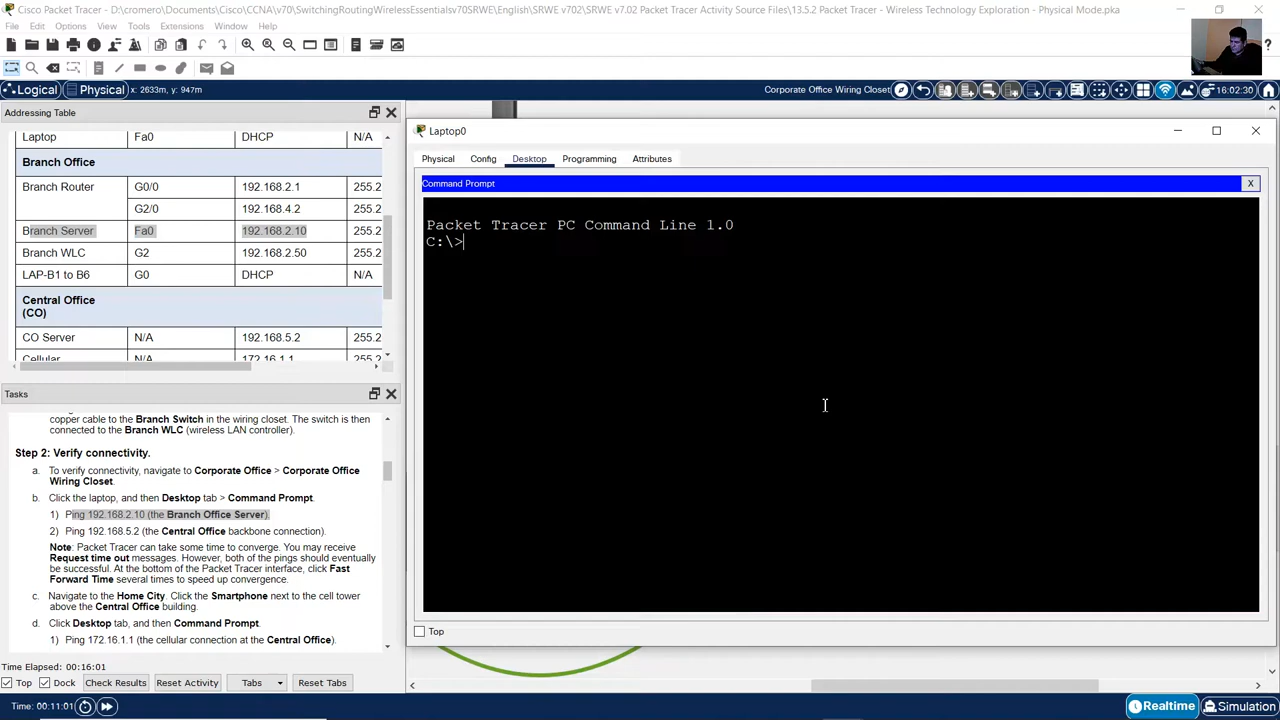 Cisco Packet Tracer - D:\cromero\Documents\Cisco\CCNA\v70\SwitchingRoutingWirelessEssentialsv70SRWE\English\SRWE v702\SRWE v7.02 Packet Tracer Activity Source Files\13.5.2 Packet Tracer - Wireless Technology Exploration - Physical Mode.pka
File Edit Options View Tools Extensions Window Help
Logical Physical x: 2633m, y: 947m Corporate Office Wiring Closet 16:02:30
Addressing Table
Laptop Fa0 DHCP N/A
Branch Office
Branch Router G0/0 192.168.2.1 255.2
G2/0 192.168.4.2 255.2
Branch Server Fa0 192.168.2.10 255.2
Branch WLC G2 192.168.2.50 255.2
LAP-B1 to B6 G0 DHCP N/A
Central Office
(CO)
CO Server N/A 192.168.5.2 255.2
Cellular N/A 172.16.1.1 255.2
Tasks
copper cable to the Branch Switch in the wiring closet. The switch is then
connected to the Branch WLC (wireless LAN controller).
Step 2: Verify connectivity.
a. To verify connectivity, navigate to Corporate Office > Corporate Office
Wiring Closet.
b. Click the laptop, and then Desktop tab > Command Prompt.
1) Ping 192.168.2.10 (the Branch Office Server).
2) Ping 192.168.5.2 (the Central Office backbone connection).
Note: Packet Tracer can take some time to converge. You may receive
Request time out messages. However, both of the pings should eventually
be successful. At the bottom of the Packet Tracer interface, click Fast
Forward Time several times to speed up convergence.
c. Navigate to the Home City. Click the Smartphone next to the cell tower
above the Central Office building.
d. Click Desktop tab, and then Command Prompt.
1) Ping 172.16.1.1 (the cellular connection at the Central Office).
Time Elapsed: 00:16:01
Top Dock Check Results Reset Activity Tabs Reset Tabs
Time: 00:11:01
Laptop0
Physical Config Desktop Programming Attributes
Command Prompt X
Packet Tracer PC Command Line 1.0
C:\>
Top
Realtime Simulation